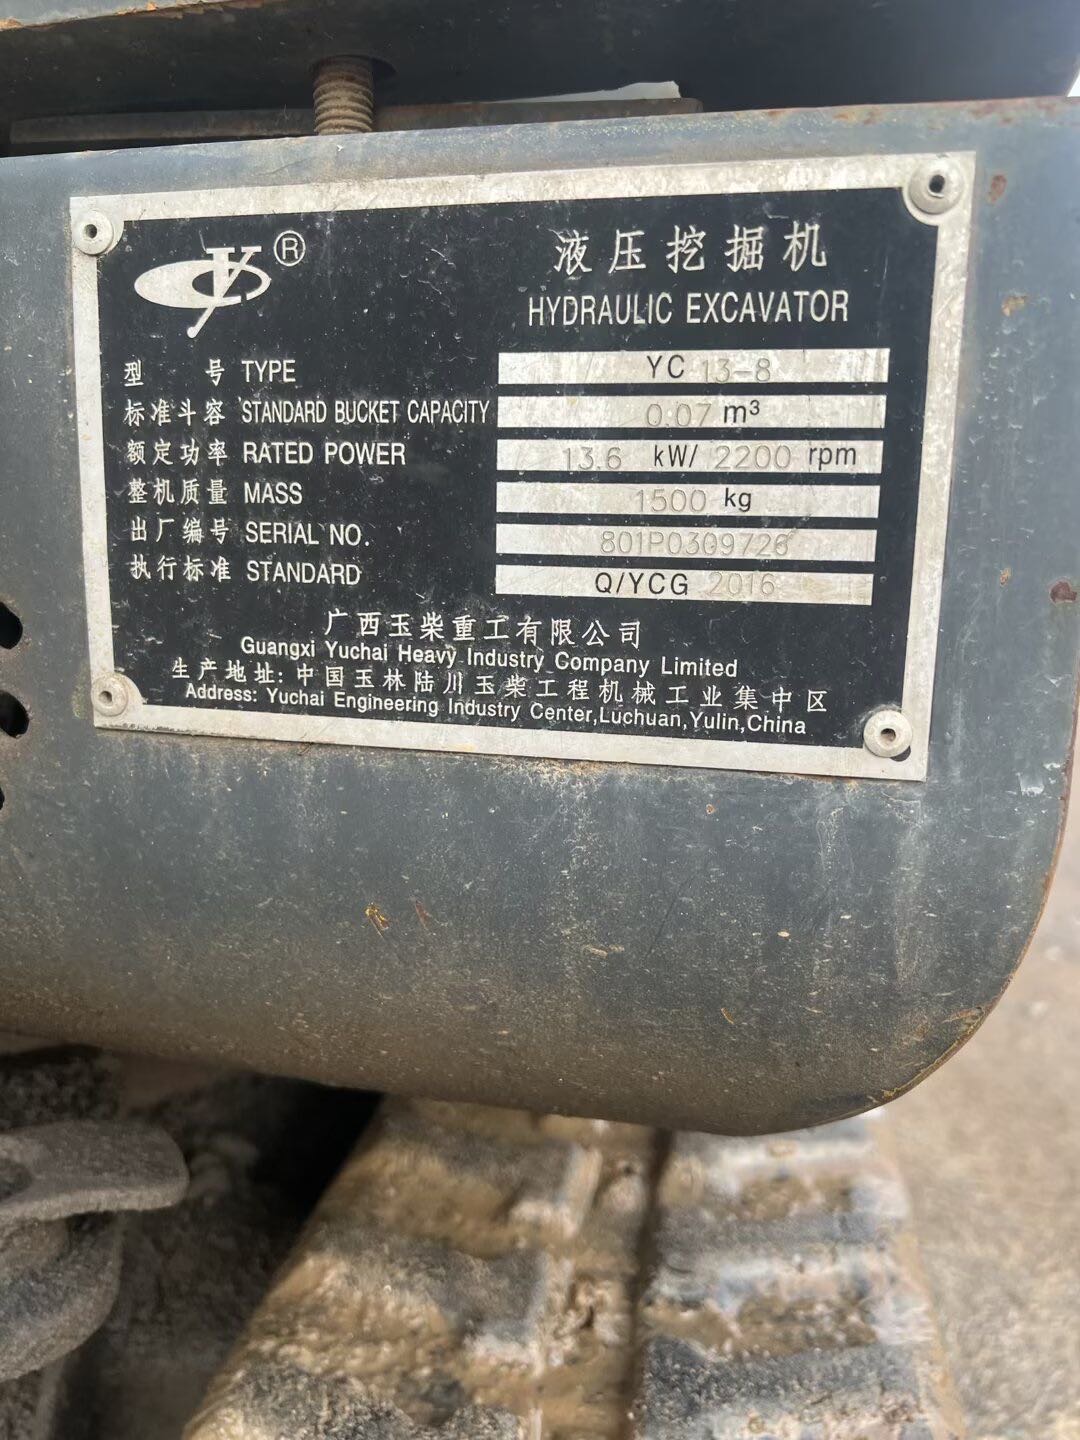 Y ®
液压挖掘机
HYDRAULIC EXCAVATOR
型 号 TYPE YC 13-8
标准斗容 STANDARD BUCKET CAPACITY 0.07 m³
额定功率 RATED POWER 13.6 kW/ 2200 rpm
整机质量 MASS 1500 kg
出厂编号 SERIAL NO. 801P0309726
执行标准 STANDARD Q/YCG 2016
广西玉柴重工有限公司
Guangxi Yuchai Heavy Industry Company Limited
生产地址: 中国玉林陆川玉柴工程机械工业集中区
Address: Yuchai Engineering Industry Center,Luchuan,Yulin,China